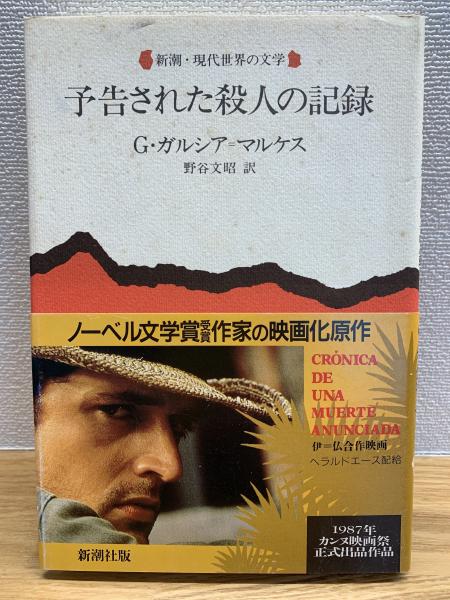 新潮・現代世界の文学
予告された殺人の記録
G・ガルシア=マルケス
野谷文昭 訳
ノーベル文学賞受賞作家の映画化原作
CRÓNICA
DE
UNA
MUERTE
ANUNCIADA
伊=仏合作映画
ヘラルドエース配給
新潮社版
1987年
カンヌ映画祭
正式出品作品